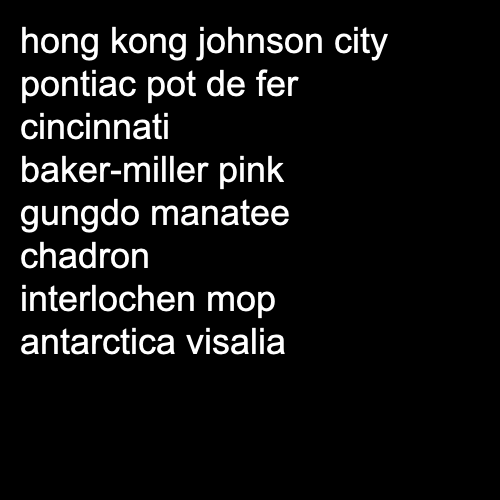 hong kong johnson city
pontiac pot de fer
cincinnati
baker-miller pink
gungdo manatee
chadron
interlochen mop
antarctica visalia